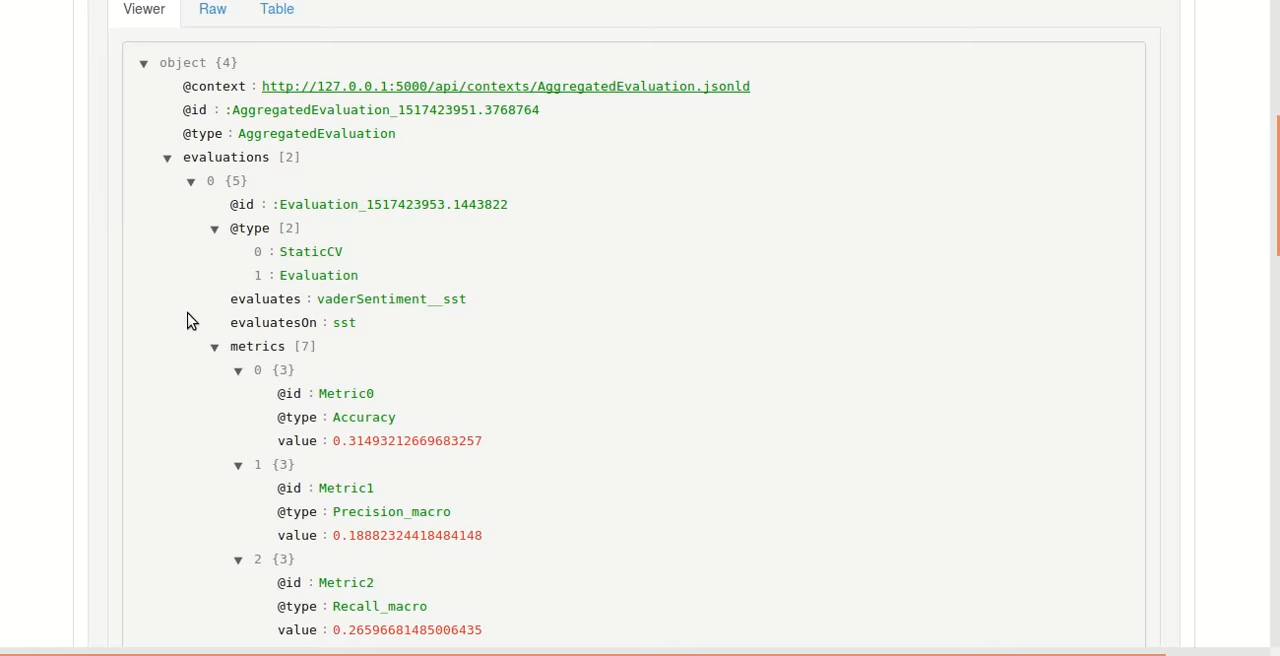 Viewer Raw Table
▼ object {4}
@context : http://127.0.0.1:5000/api/contexts/AggregatedEvaluation.jsonld
@id : :AggregatedEvaluation_1517423951.3768764
@type : AggregatedEvaluation
▼ evaluations [2]
▼ 0 {5}
@id : :Evaluation_1517423953.1443822
▼ @type [2]
0 : StaticCV
1 : Evaluation
evaluates : vaderSentiment__sst
evaluatesOn : sst
▼ metrics [7]
▼ 0 {3}
@id : Metric0
@type : Accuracy
value : 0.31493212669683257
▼ 1 {3}
@id : Metric1
@type : Precision_macro
value : 0.18882324418484148
▼ 2 {3}
@id : Metric2
@type : Recall_macro
value : 0.26596681485006435